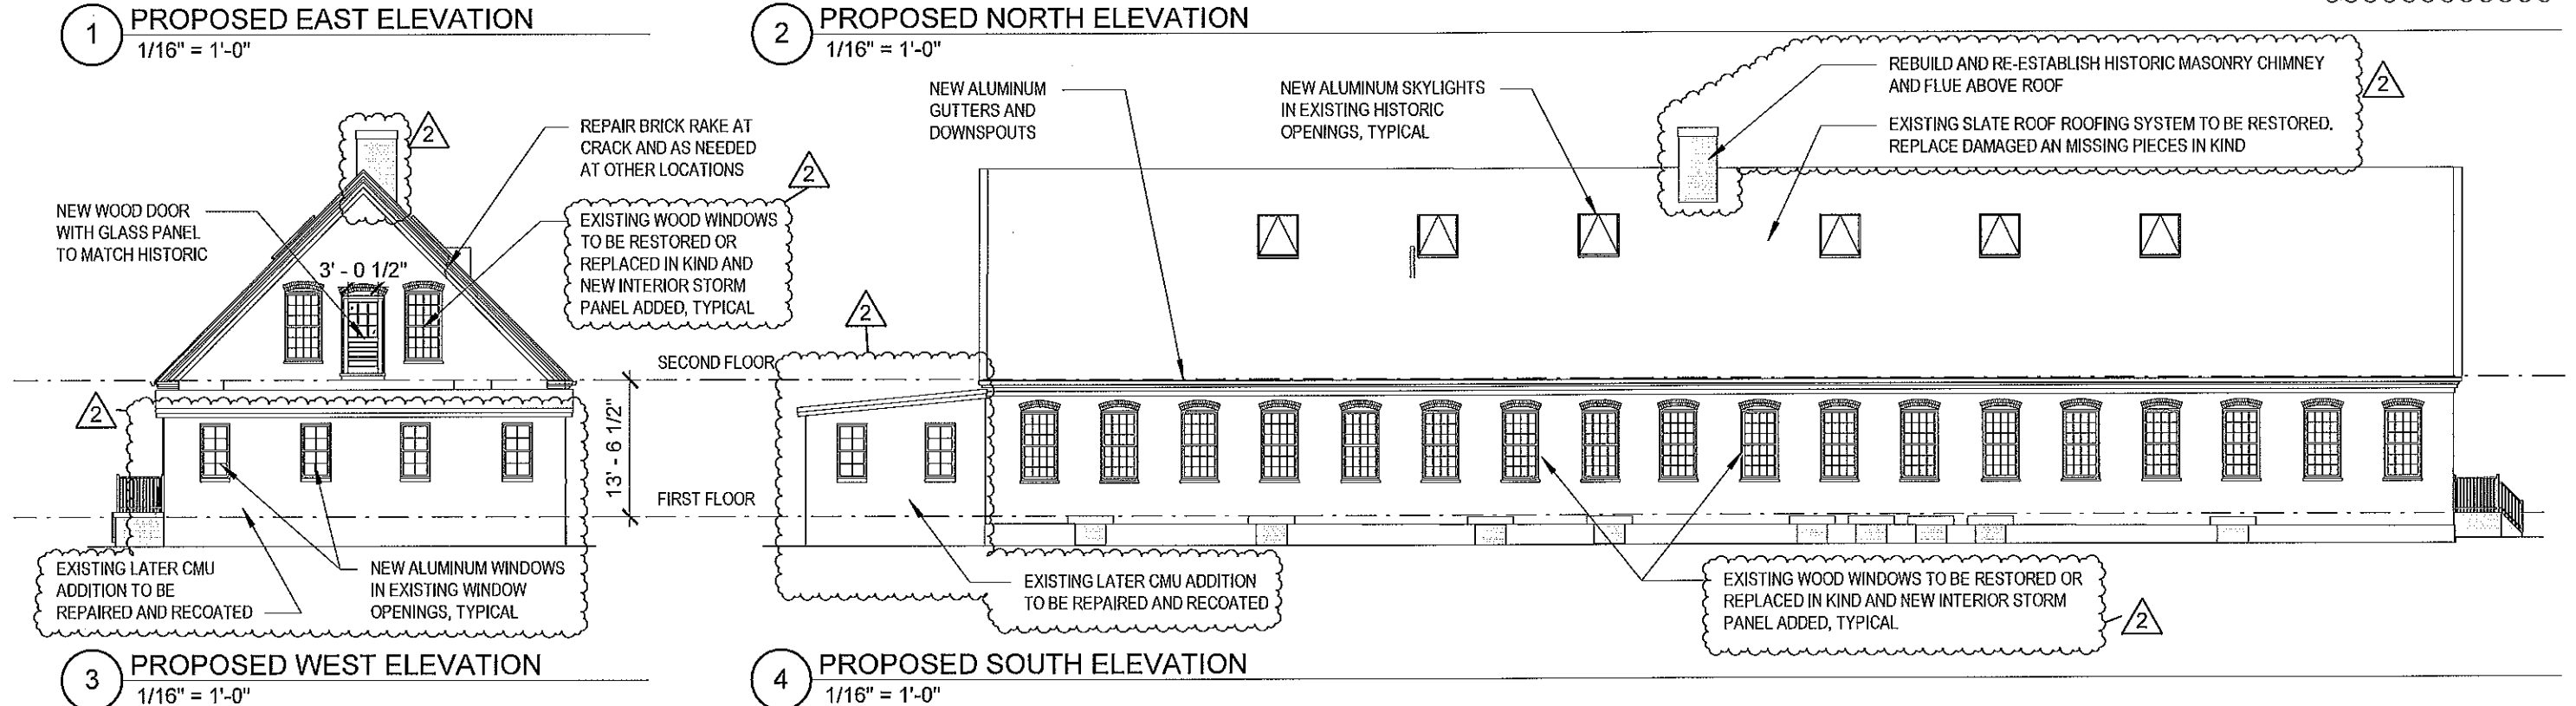 1
PROPOSED EAST ELEVATION
1/16" = 1'-0"
2
PROPOSED NORTH ELEVATION
1/16" = 1'-0"
2
REPAIR BRICK RAKE AT
CRACK AND AS NEEDED
AT OTHER LOCATIONS
2
NEW WOOD DOOR
WITH GLASS PANEL
TO MATCH HISTORIC
3' - 0 1/2"
EXISTING WOOD WINDOWS
TO BE RESTORED OR
REPLACED IN KIND AND
NEW INTERIOR STORM
PANEL ADDED, TYPICAL
2
EXISTING LATER CMU
ADDITION TO BE
REPAIRED AND RECOATED
NEW ALUMINUM WINDOWS
IN EXISTING WINDOW
OPENINGS, TYPICAL
SECOND FLOOR
13' - 6 1/2"
FIRST FLOOR
NEW ALUMINUM
GUTTERS AND
DOWNSPOUTS
NEW ALUMINUM SKYLIGHTS
IN EXISTING HISTORIC
OPENINGS, TYPICAL
REBUILD AND RE-ESTABLISH HISTORIC MASONRY CHIMNEY
AND FLUE ABOVE ROOF
2
EXISTING SLATE ROOF ROOFING SYSTEM TO BE RESTORED.
REPLACE DAMAGED AN MISSING PIECES IN KIND
2
EXISTING LATER CMU ADDITION
TO BE REPAIRED AND RECOATED
EXISTING WOOD WINDOWS TO BE RESTORED OR
REPLACED IN KIND AND NEW INTERIOR STORM
PANEL ADDED, TYPICAL
2
3
PROPOSED WEST ELEVATION
1/16" = 1'-0"
4
PROPOSED SOUTH ELEVATION
1/16" = 1'-0"